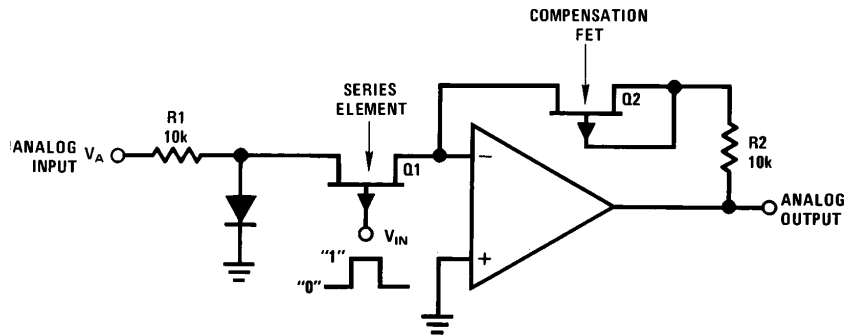 COMPENSATION
FET
SERIES
ELEMENT
Q2
R1
10k
R2
10k
ANALOG
INPUT
VA
Q1
−
+
VIN
"1"
"0"
ANALOG
OUTPUT